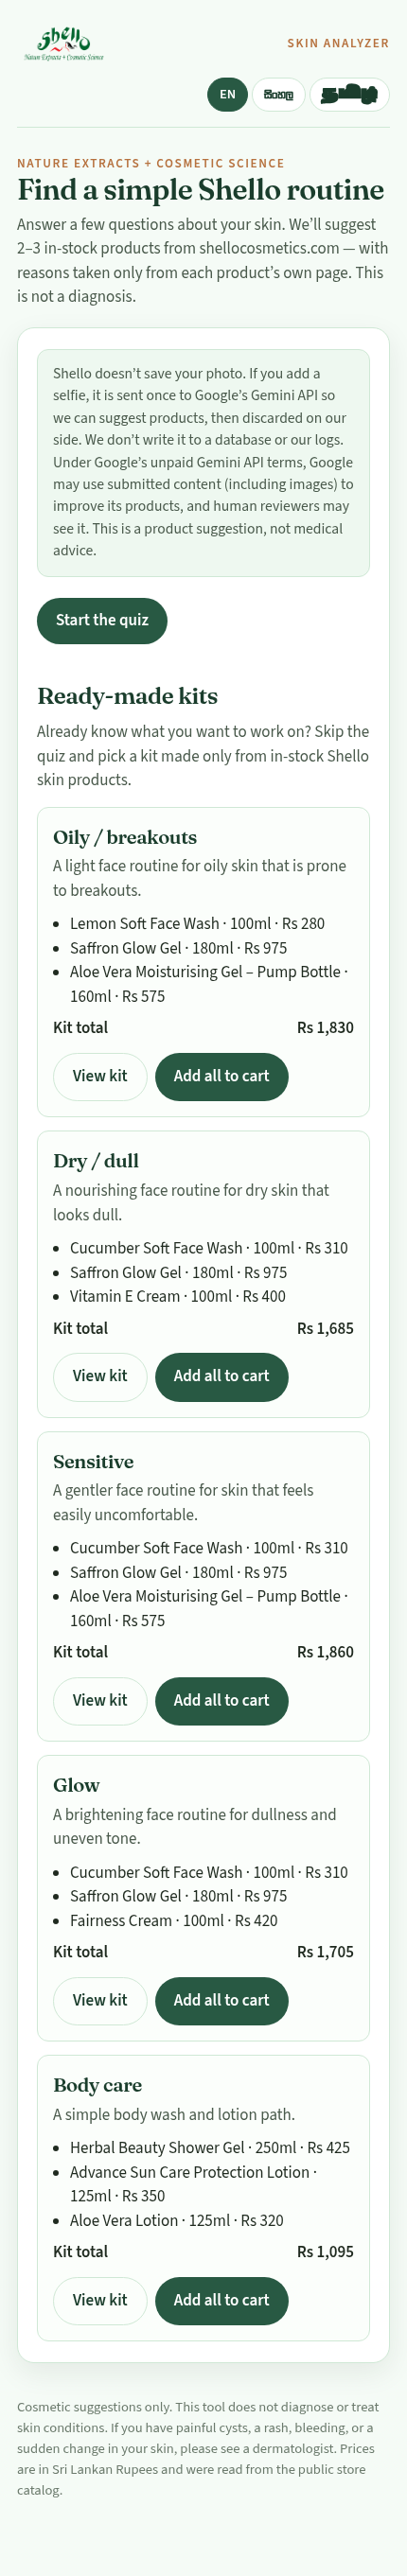 Shello
Nature Extracts + Cosmetic Science
SKIN ANALYZER
EN
සිංහල
NATURE EXTRACTS + COSMETIC SCIENCE
Find a simple Shello routine
Answer a few questions about your skin. We’ll suggest
2–3 in-stock products from shellocosmetics.com — with
reasons taken only from each product’s own page. This
is not a diagnosis.
Shello doesn’t save your photo. If you add a
selfie, it is sent once to Google’s Gemini API so
we can suggest products, then discarded on our
side. We don’t write it to a database or our logs.
Under Google’s unpaid Gemini API terms, Google
may use submitted content (including images) to
improve its products, and human reviewers may
see it. This is a product suggestion, not medical
advice.
Start the quiz
Ready-made kits
Already know what you want to work on? Skip the
quiz and pick a kit made only from in-stock Shello
skin products.
Oily / breakouts
A light face routine for oily skin that is prone
to breakouts.
• Lemon Soft Face Wash · 100ml · Rs 280
• Saffron Glow Gel · 180ml · Rs 975
• Aloe Vera Moisturising Gel – Pump Bottle ·
160ml · Rs 575
Kit total Rs 1,830
View kit Add all to cart
Dry / dull
A nourishing face routine for dry skin that
looks dull.
• Cucumber Soft Face Wash · 100ml · Rs 310
• Saffron Glow Gel · 180ml · Rs 975
• Vitamin E Cream · 100ml · Rs 400
Kit total Rs 1,685
View kit Add all to cart
Sensitive
A gentler face routine for skin that feels
easily uncomfortable.
• Cucumber Soft Face Wash · 100ml · Rs 310
• Saffron Glow Gel · 180ml · Rs 975
• Aloe Vera Moisturising Gel – Pump Bottle ·
160ml · Rs 575
Kit total Rs 1,860
View kit Add all to cart
Glow
A brightening face routine for dullness and
uneven tone.
• Cucumber Soft Face Wash · 100ml · Rs 310
• Saffron Glow Gel · 180ml · Rs 975
• Fairness Cream · 100ml · Rs 420
Kit total Rs 1,705
View kit Add all to cart
Body care
A simple body wash and lotion path.
• Herbal Beauty Shower Gel · 250ml · Rs 425
• Advance Sun Care Protection Lotion ·
125ml · Rs 350
• Aloe Vera Lotion · 125ml · Rs 320
Kit total Rs 1,095
View kit Add all to cart
Cosmetic suggestions only. This tool does not diagnose or treat
skin conditions. If you have painful cysts, a rash, bleeding, or a
sudden change in your skin, please see a dermatologist. Prices
are in Sri Lankan Rupees and were read from the public store
catalog.